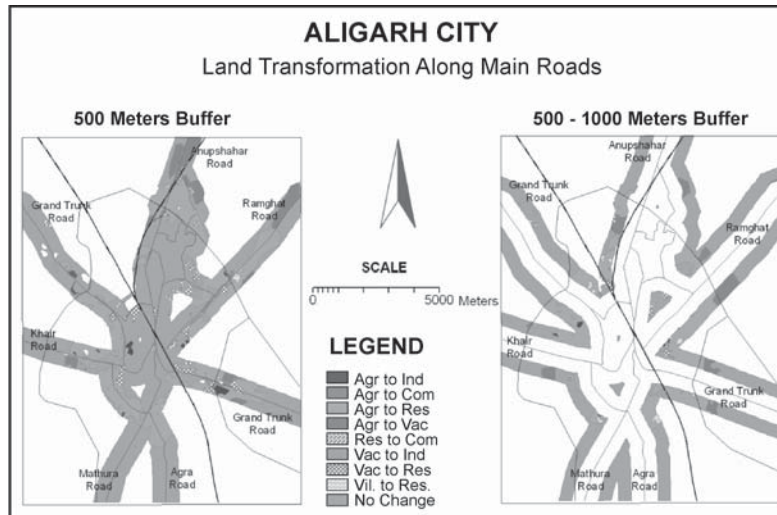 ALIGARH CITY
Land Transformation Along Main Roads
500 Meters Buffer
Anupshahar
Road
Grand Trunk
Road
Ramghat
Road
Khair
Road
Grand Trunk
Road
Mathura
Road
Agra
Road
SCALE
0
5000 Meters
LEGEND
Agr to Ind
Agr to Com
Agr to Res
Agr to Vac
Res to Com
Vac to Ind
Vac to Res
Vil. to Res.
No Change
500 - 1000 Meters Buffer
Anupshahar
Road
Grand Trunk
Road
Ramghat
Road
Khair
Road
Grand Trunk
Road
Mathura
Road
Agra
Road